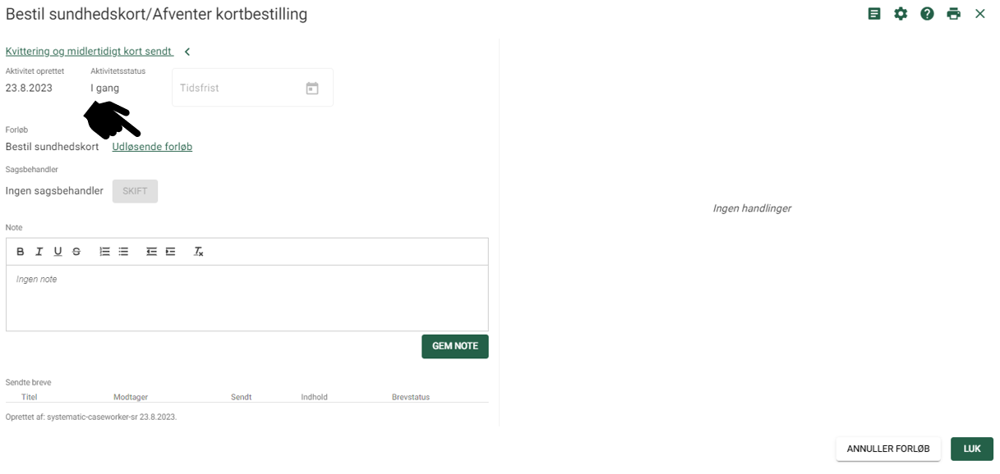 Bestil sundhedskort/Afventer kortbestilling
Kvittering og midlertidigt kort sendt
Aktivitet oprettet Aktivitetsstatus
23.8.2023 I gang Tidsfrist
Forløb
Bestil sundhedskort Udløsende forløb
Sagsbehandler
Ingen sagsbehandler SKIFT
Ingen handlinger
Note
B I U S
Ingen note
GEM NOTE
Sendte breve
Titel Modtager Sendt Indhold Brevstatus
Oprettet af: systematic-caseworker-sr 23.8.2023.
ANNULLER FORLØB LUK